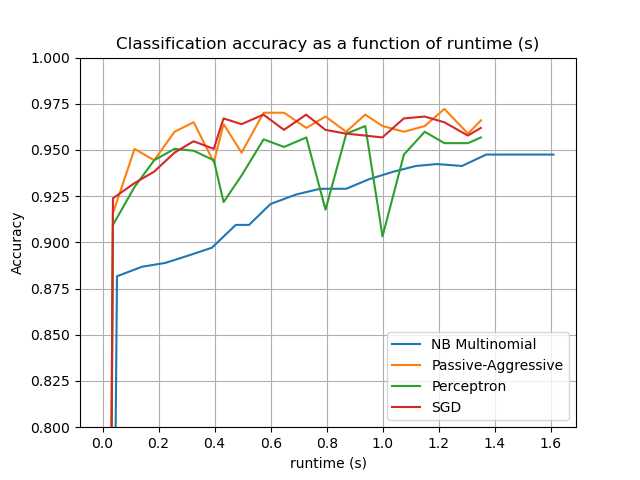 Classification accuracy as a function of runtime (s)
1.000
0.975
0.950
0.925
0.900
0.875
0.850
0.825
0.800
Accuracy
NB Multinomial
Passive-Aggressive
Perceptron
SGD
0.0 0.2 0.4 0.6 0.8 1.0 1.2 1.4 1.6
runtime (s)